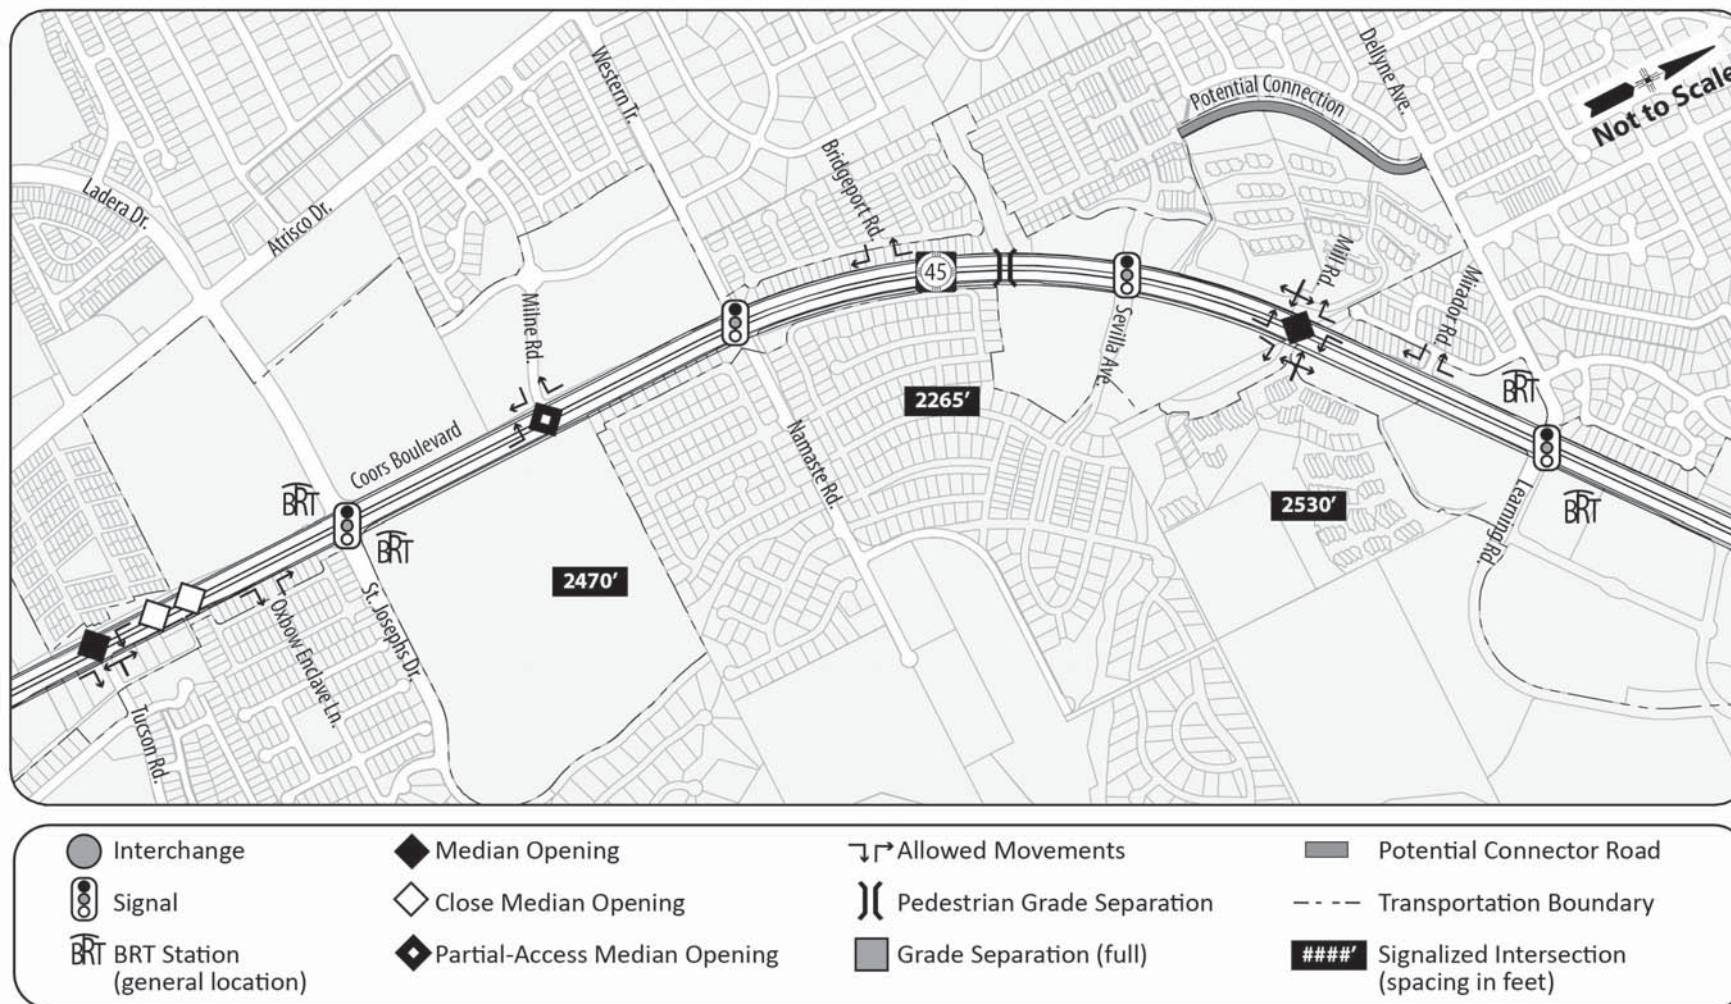 Western Tr.
Dellyne Ave.
Potential Connection
Not to Scale
Ladera Dr.
Atrisco Dr.
Bridgeport Rd.
Mill Rd.
Mirador Rd.
45
Milne Rd.
Sevilla Ave.
BRT
2265'
Coors Boulevard
Namaste Rd.
BRT
BRT
2530'
Learning Rd.
BRT
2470'
St. Josephs Dr.
Oxbow Enclave Ln.
Tucson Rd.
Interchange
Median Opening
Allowed Movements
Potential Connector Road
Signal
Close Median Opening
Pedestrian Grade Separation
Transportation Boundary
BRT
BRT Station
(general location)
Partial-Access Median Opening
Grade Separation (full)
####'
Signalized Intersection
(spacing in feet)